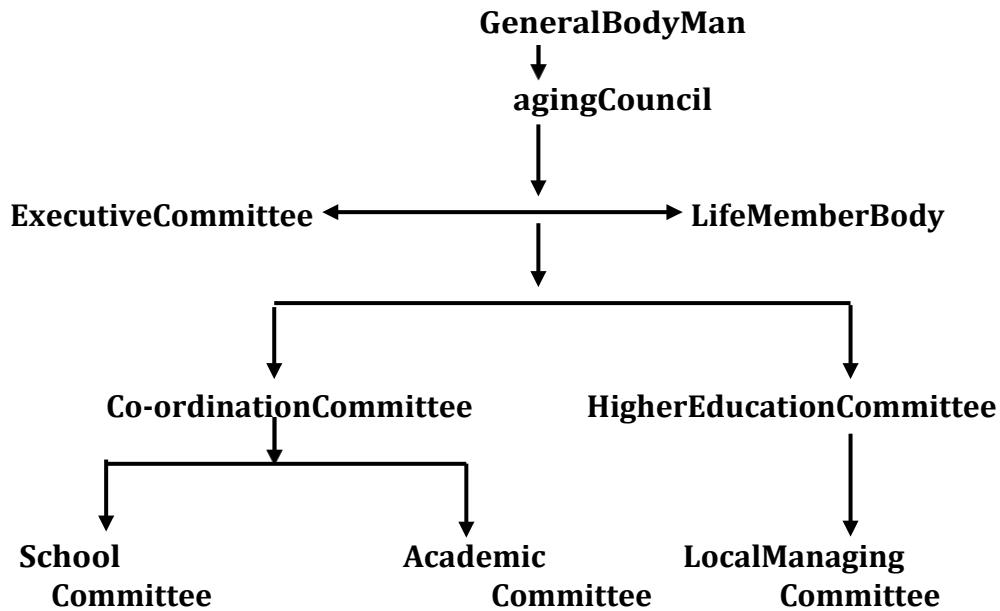 GeneralBodyMan
agingCouncil
ExecutiveCommittee LifeMemberBody
Co-ordinationCommittee HigherEducationCommittee
School Academic LocalManaging
Committee Committee Committee